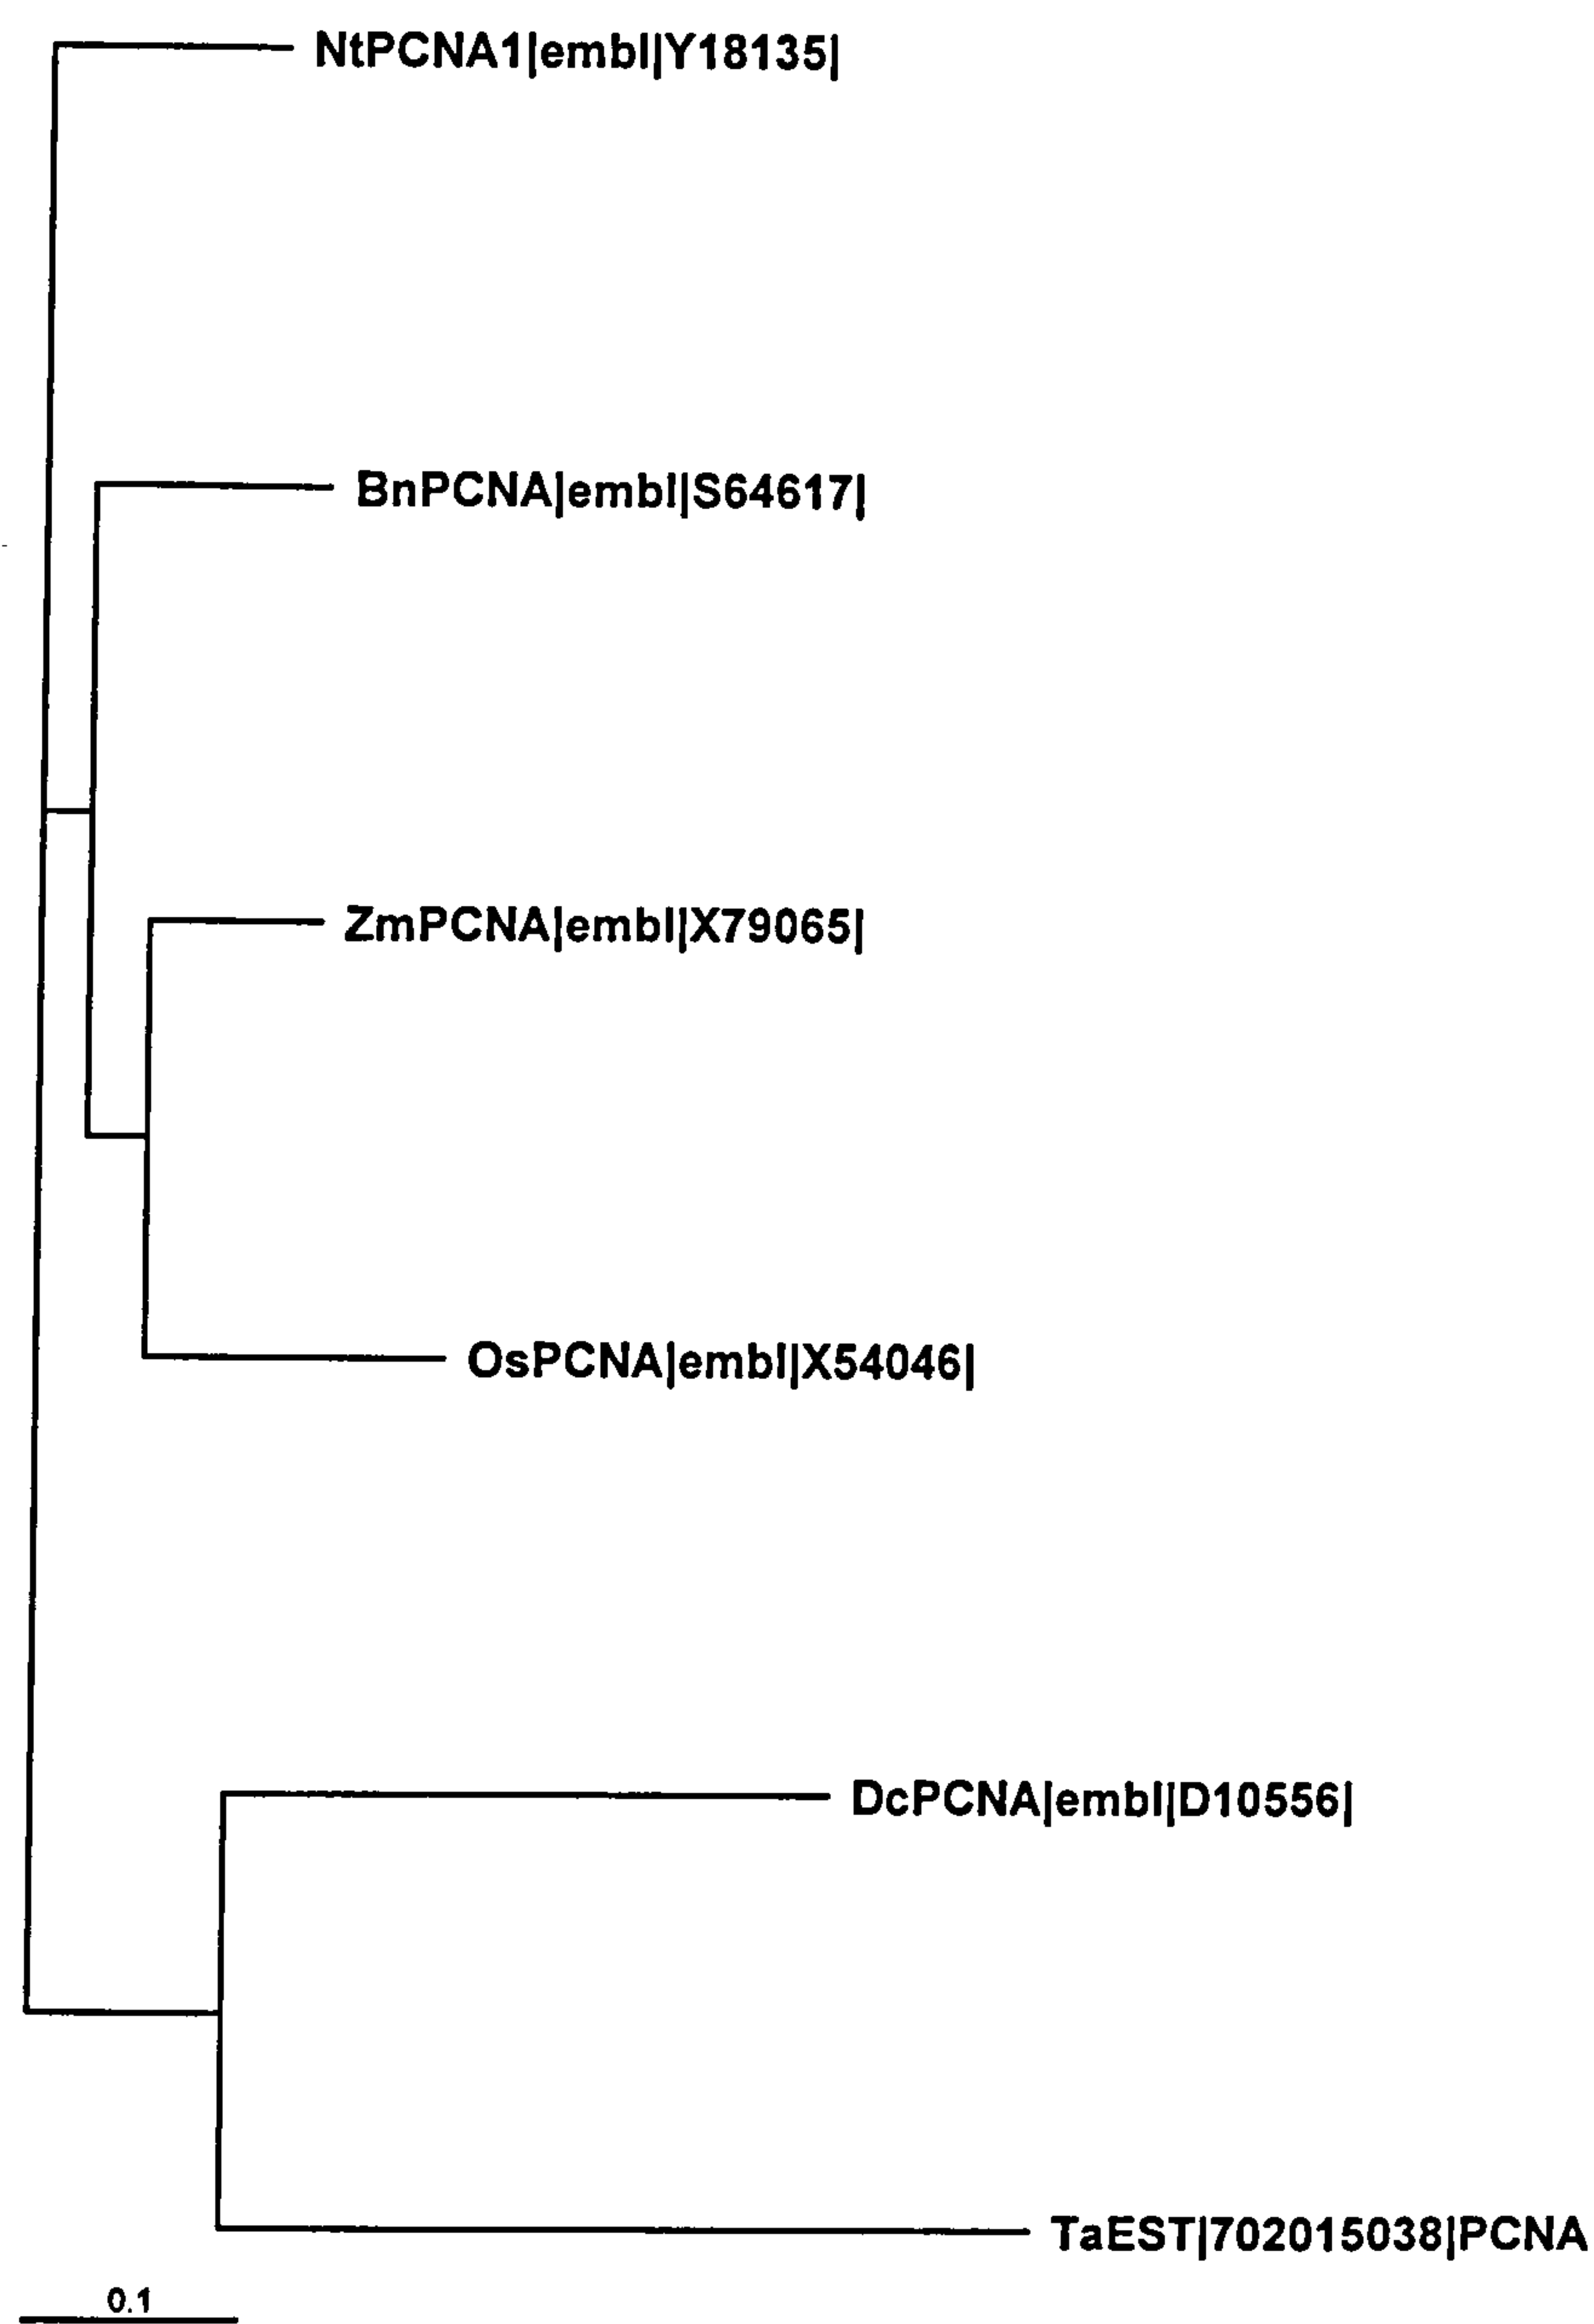 NtPCNA1|embl|Y18135|
BnPCNA|embl|S64617|
ZmPCNA|embl|X79065|
OsPCNA|embl|X54046|
DcPCNA|embl|D10556|
TaEST|702015038|PCNA
0.1